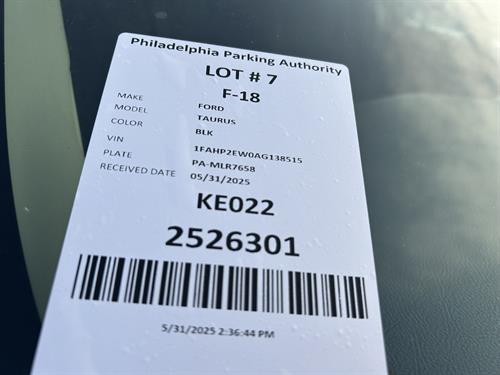 Philadelphia Parking Authority
LOT # 7
F-18
MAKE FORD
MODEL TAURUS
COLOR BLK
VIN 1FAHP2EW0AG138515
PLATE PA-MLR7658
RECEIVED DATE 05/31/2025
KE022
2526301
5/31/2025 2:36:44 PM